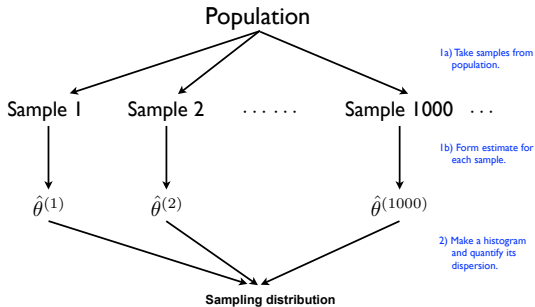 Population
1a) Take samples from
population.
Sample 1 Sample 2 ...... Sample 1000 ...
1b) Form estimate for
each sample.
θ̂^(1) θ̂^(2) θ̂^(1000)
2) Make a histogram
and quantify its
dispersion.
Sampling distribution